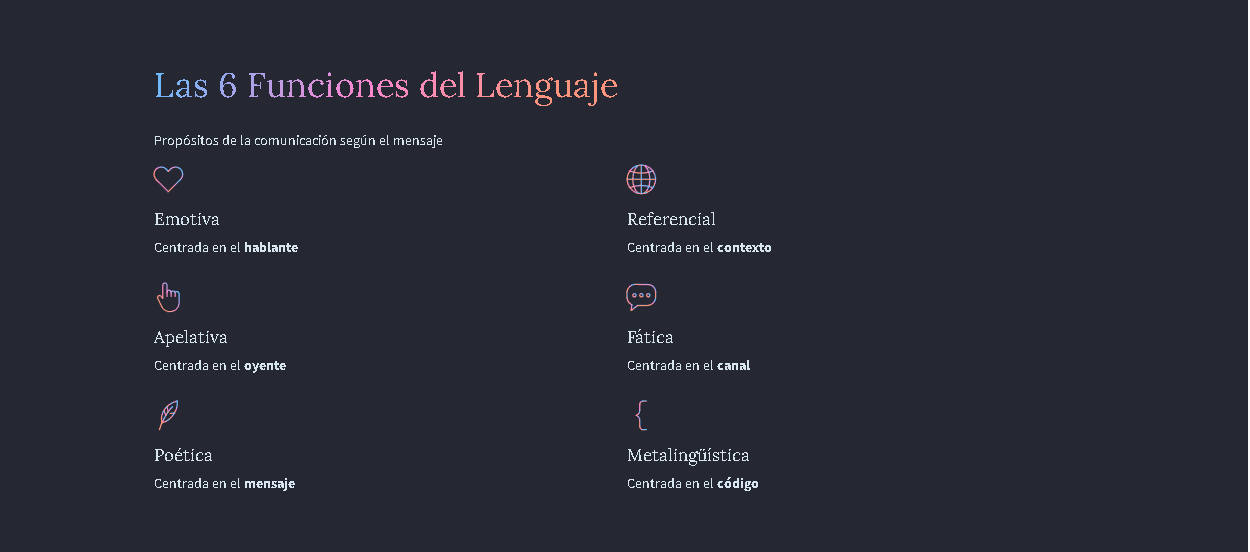 Las 6 Funciones del Lenguaje
Propósitos de la comunicación según el mensaje
Emotiva
Centrada en el hablante
Referencial
Centrada en el contexto
Apelativa
Centrada en el oyente
Fática
Centrada en el canal
Poética
Centrada en el mensaje
Metalingüística
Centrada en el código